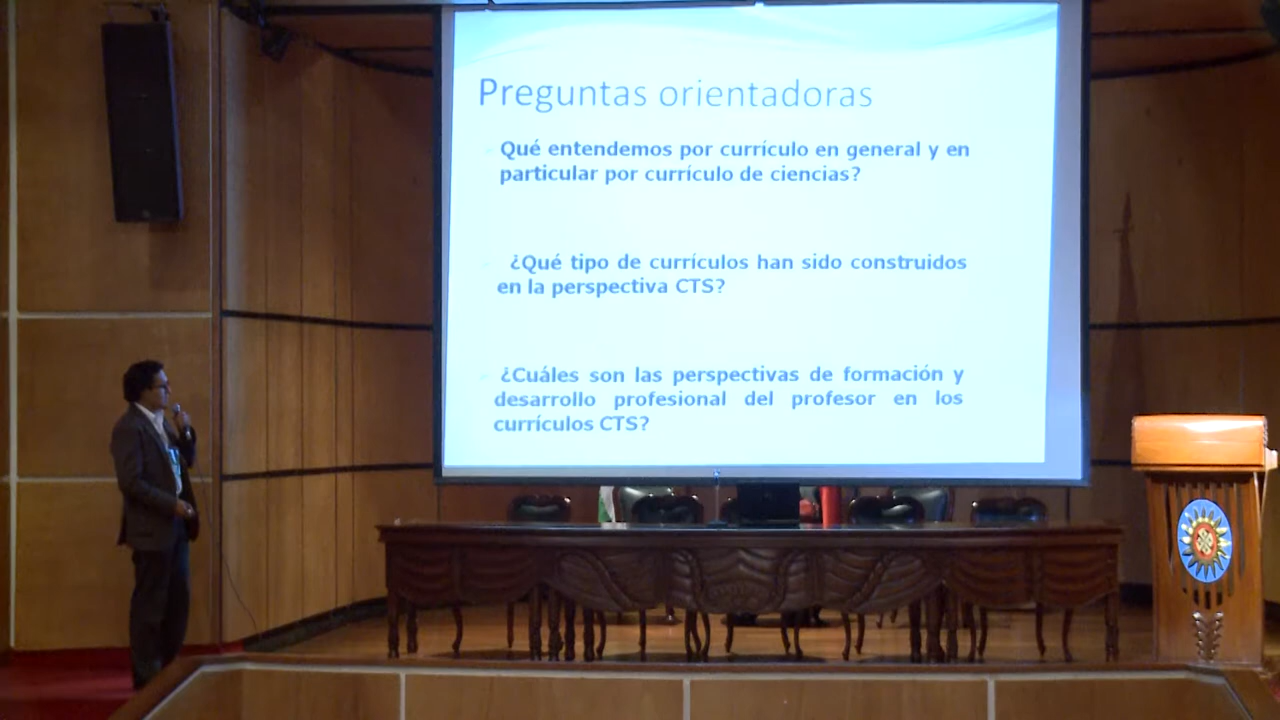 Preguntas orientadoras
Qué entendemos por currículo en general y en
particular por currículo de ciencias?
¿Qué tipo de currículos han sido construidos
en la perspectiva CTS?
¿Cuáles son las perspectivas de formación y
desarrollo profesional del profesor en los
currículos CTS?